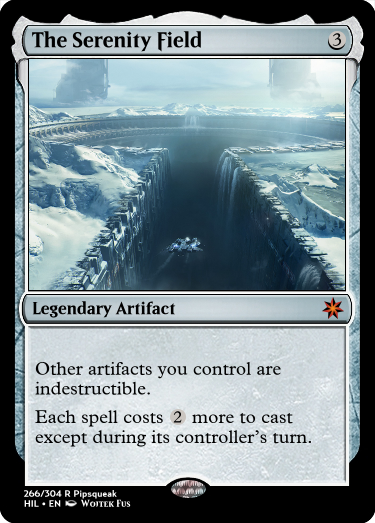 The Serenity Field 3
Legendary Artifact
Other artifacts you control are
indestructible.
Each spell costs 2 more to cast
except during its controller's turn.
266/304 R Pipsqueak
HIL • EN Wojtek Fus